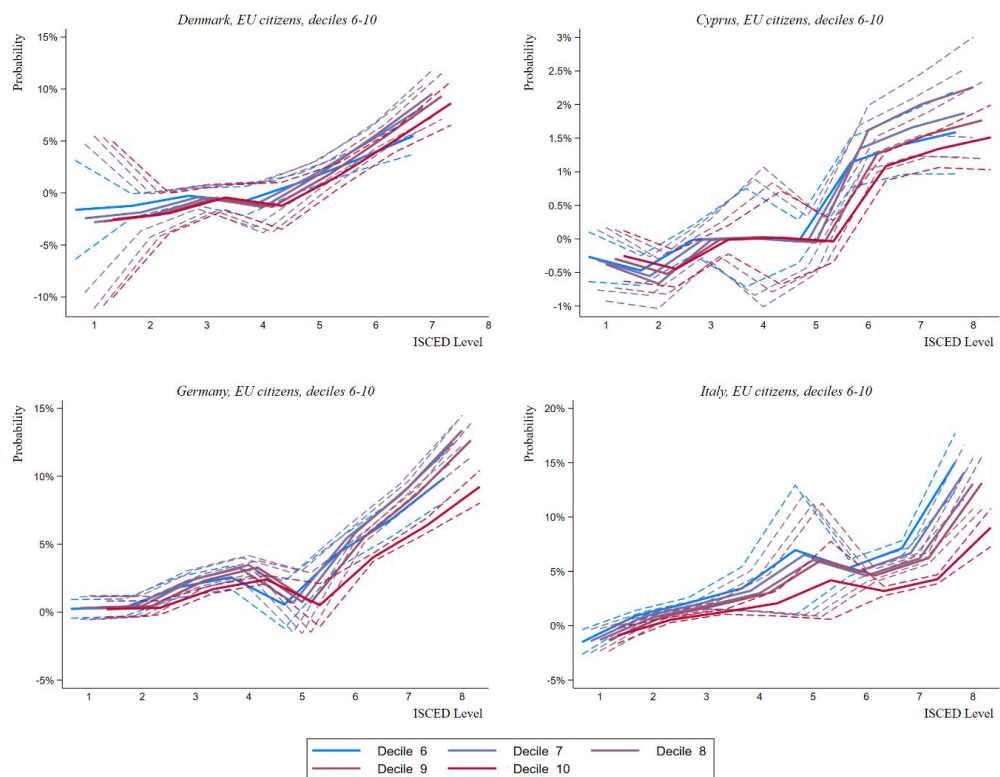 Denmark, EU citizens, deciles 6-10
Probability
15%
10%
5%
0%
-5%
-10%
1 2 3 4 5 6 7 8
ISCED Level
Cyprus, EU citizens, deciles 6-10
Probability
3%
2.5%
2%
1.5%
1%
0.5%
0%
-0.5%
-1%
1 2 3 4 5 6 7 8
ISCED Level
Germany, EU citizens, deciles 6-10
Probability
15%
10%
5%
0%
-5%
1 2 3 4 5 6 7 8
ISCED Level
Italy, EU citizens, deciles 6-10
Probability
20%
15%
10%
5%
0%
-5%
1 2 3 4 5 6 7 8
ISCED Level
Decile 6 Decile 7 Decile 8
Decile 9 Decile 10